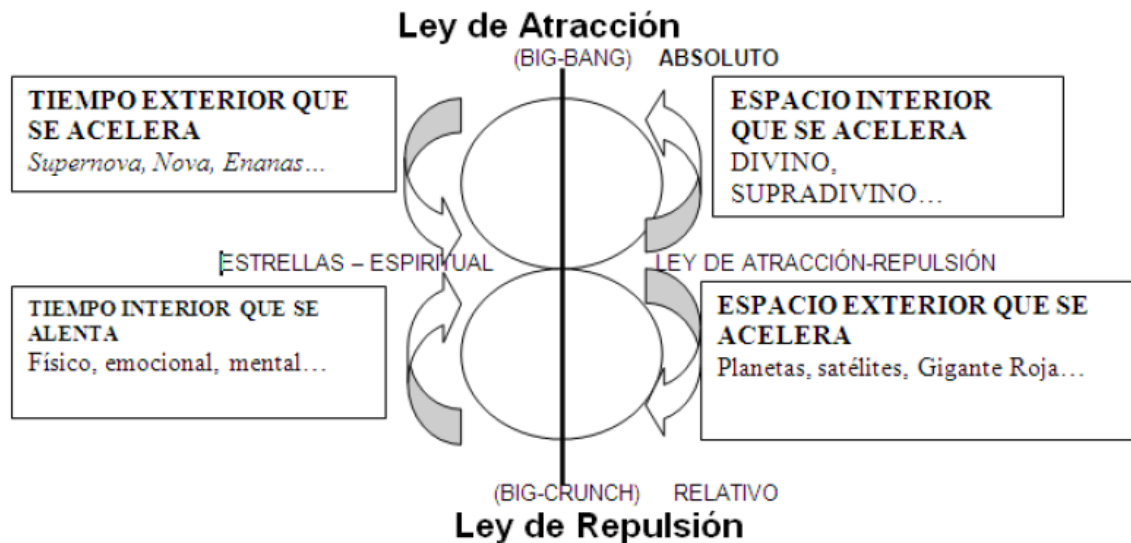 Ley de Atracción
(BIG-BANG) ABSOLUTO
TIEMPO EXTERIOR QUE
SE ACELERA
Supernova, Nova, Enanas…
ESPACIO INTERIOR
QUE SE ACELERA
DIVINO,
SUPRADIVINO…
ESTRELLAS – ESPIRITUAL
LEY DE ATRACCIÓN-REPULSIÓN
TIEMPO INTERIOR QUE SE
ALENTA
Físico, emocional, mental…
ESPACIO EXTERIOR QUE SE
ACELERA
Planetas, satélites, Gigante Roja…
(BIG-CRUNCH) RELATIVO
Ley de Repulsión